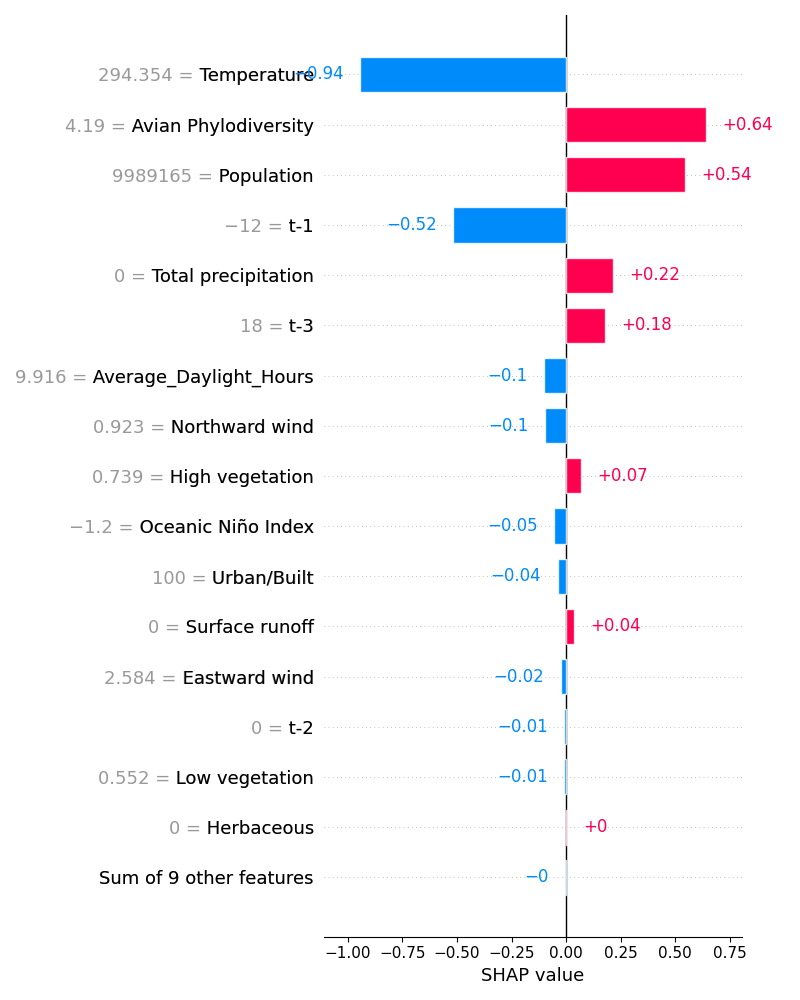 294.354 = Temperature −0.94
4.19 = Avian Phylodiversity +0.64
9989165 = Population +0.54
−12 = t-1 −0.52
0 = Total precipitation +0.22
18 = t-3 +0.18
9.916 = Average_Daylight_Hours −0.1
0.923 = Northward wind −0.1
0.739 = High vegetation +0.07
−1.2 = Oceanic Niño Index −0.05
100 = Urban/Built −0.04
0 = Surface runoff +0.04
2.584 = Eastward wind −0.02
0 = t-2 −0.01
0.552 = Low vegetation −0.01
0 = Herbaceous +0
Sum of 9 other features −0
−1.00 −0.75 −0.50 −0.25 0.00 0.25 0.50 0.75
SHAP value